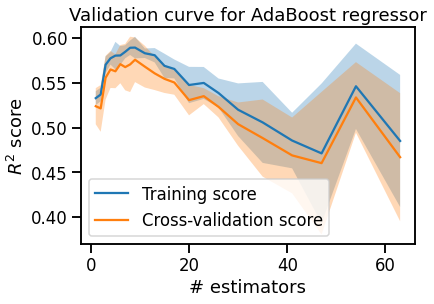 Validation curve for AdaBoost regressor
0.60
0.55
0.50
0.45
0.40
R² score
Training score
Cross-validation score
0 20 40 60
# estimators